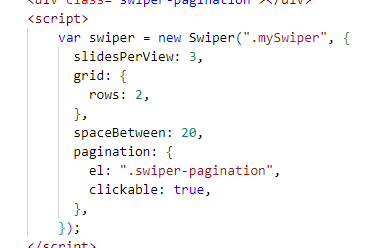 <div class="swiper-pagination"></div>
<script>
var swiper = new Swiper(".mySwiper", {
slidesPerView: 3,
grid: {
rows: 2,
},
spaceBetween: 20,
pagination: {
el: ".swiper-pagination",
clickable: true,
},
});
</script>